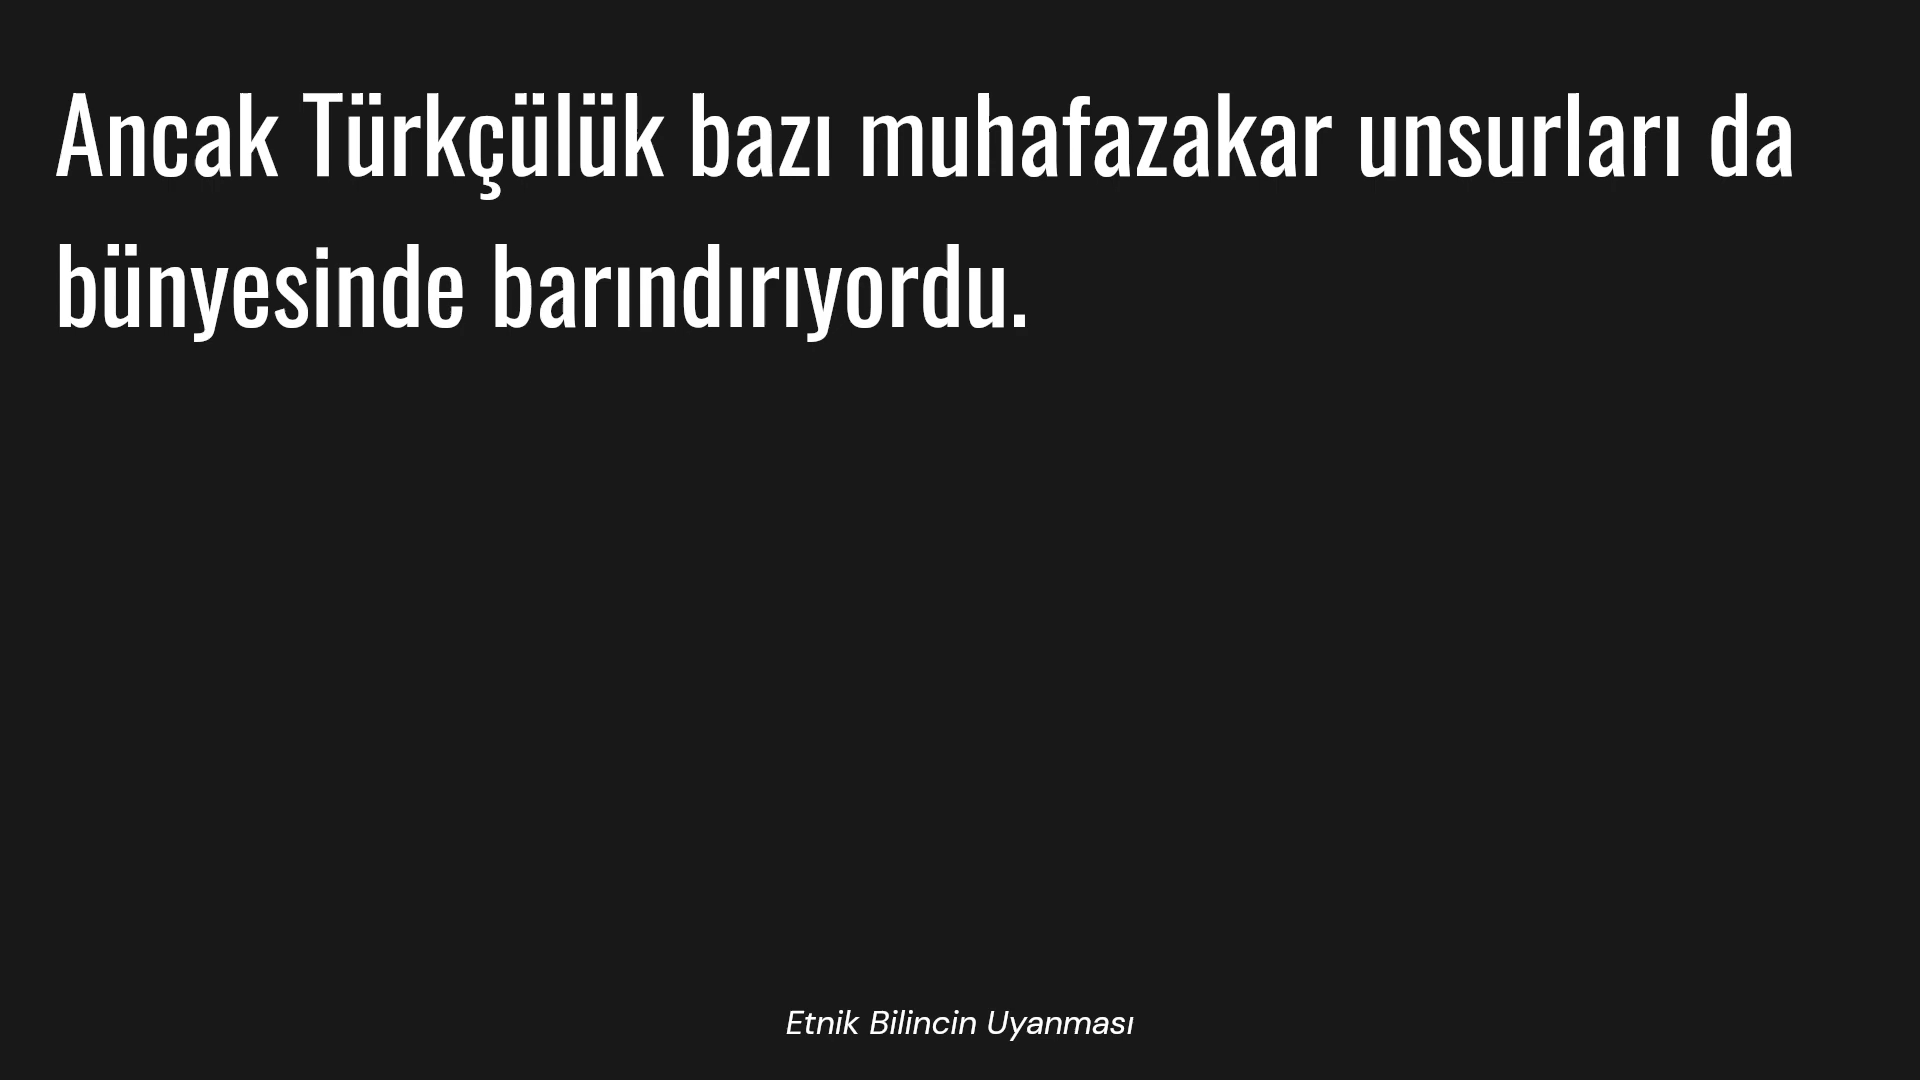 Ancak Türkçülük bazı muhafazakar unsurları da
bünyesinde barındırıyordu.
Etnik Bilincin Uyanması